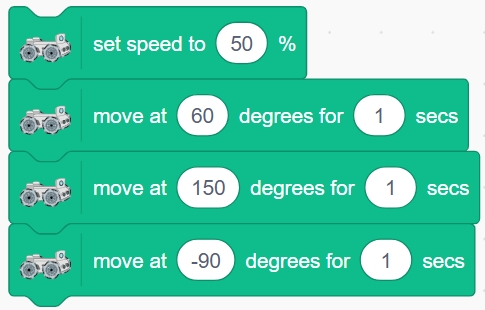 set speed to 50 %
move at 60 degrees for 1 secs
move at 150 degrees for 1 secs
move at -90 degrees for 1 secs